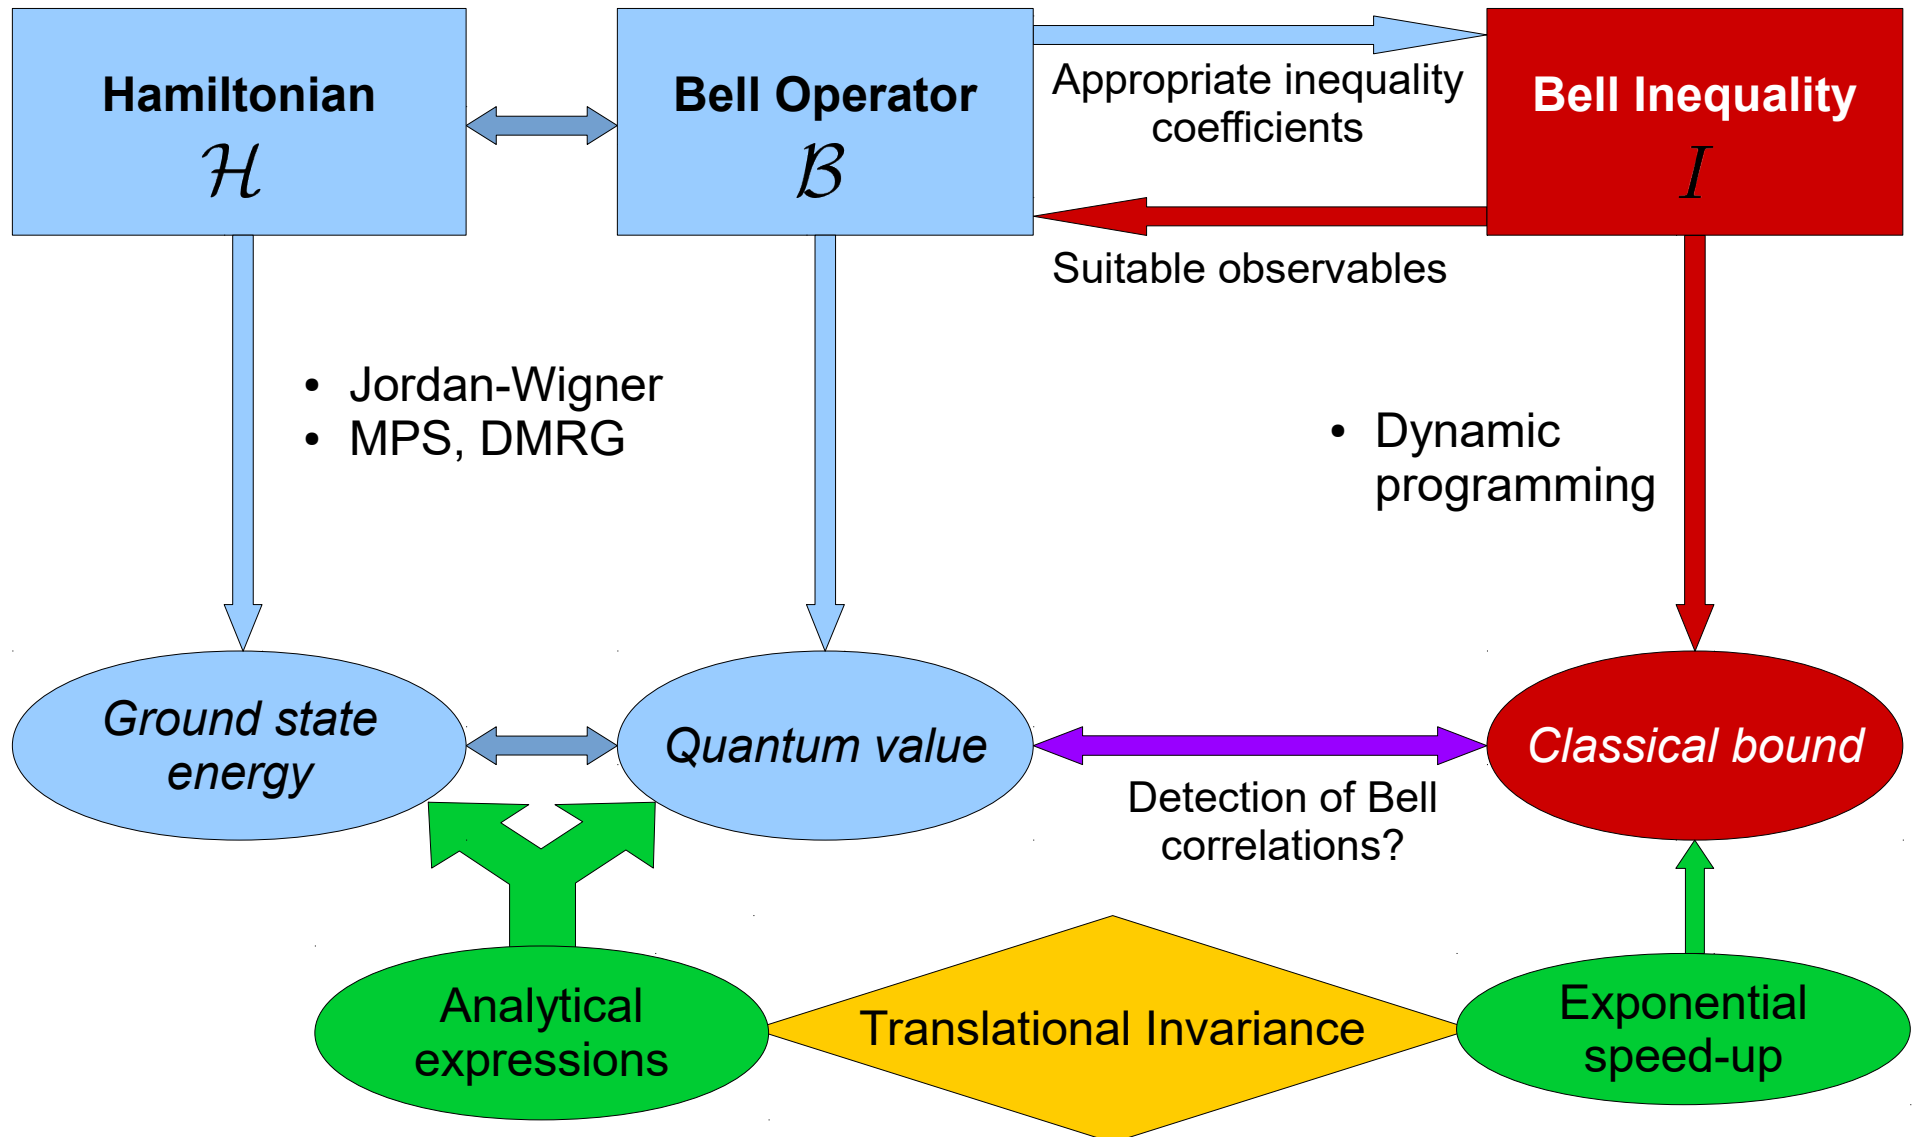 Hamiltonian
ℋ
Bell Operator
ℬ
Appropriate inequality
coefficients
Bell Inequality
I
Suitable observables
• Jordan-Wigner
• MPS, DMRG
• Dynamic
programming
Ground state
energy
Quantum value
Classical bound
Detection of Bell
correlations?
Analytical
expressions
Translational Invariance
Exponential
speed-up